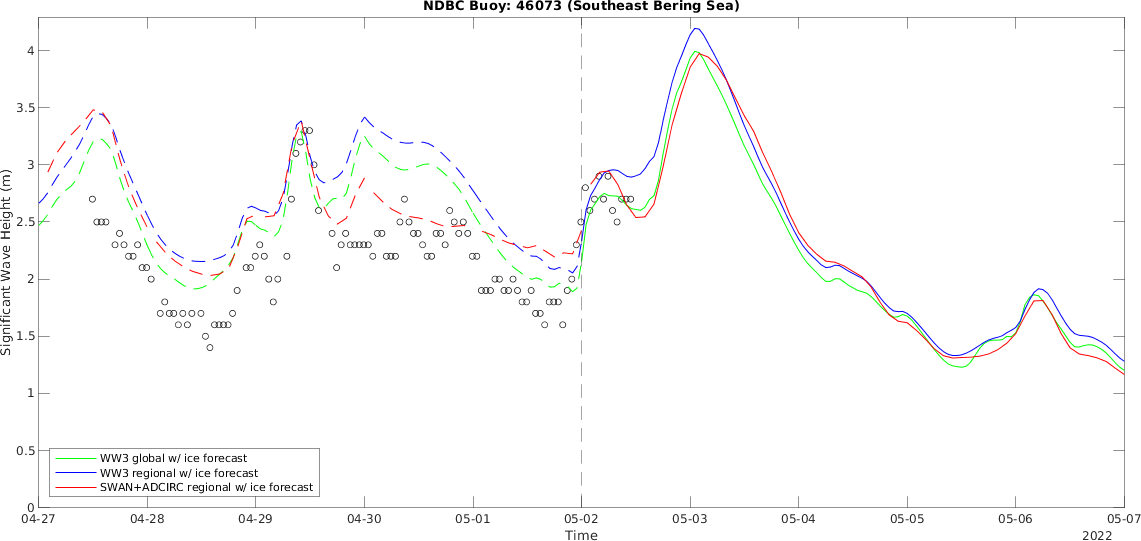 NDBC Buoy: 46073 (Southeast Bering Sea)
Significant Wave Height (m)
4
3.5
3
2.5
2
1.5
1
0.5
0
WW3 global w/ ice forecast
WW3 regional w/ ice forecast
SWAN+ADCIRC regional w/ ice forecast
04-27 04-28 04-29 04-30 05-01 05-02 05-03 05-04 05-05 05-06 05-07
Time
2022